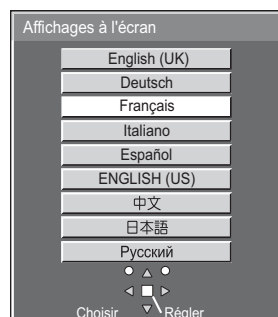 Affichages à l'écran
English (UK)
Deutsch
Français
Italiano
Español
ENGLISH (US)
中文
日本語
Русский
Choisir Régler